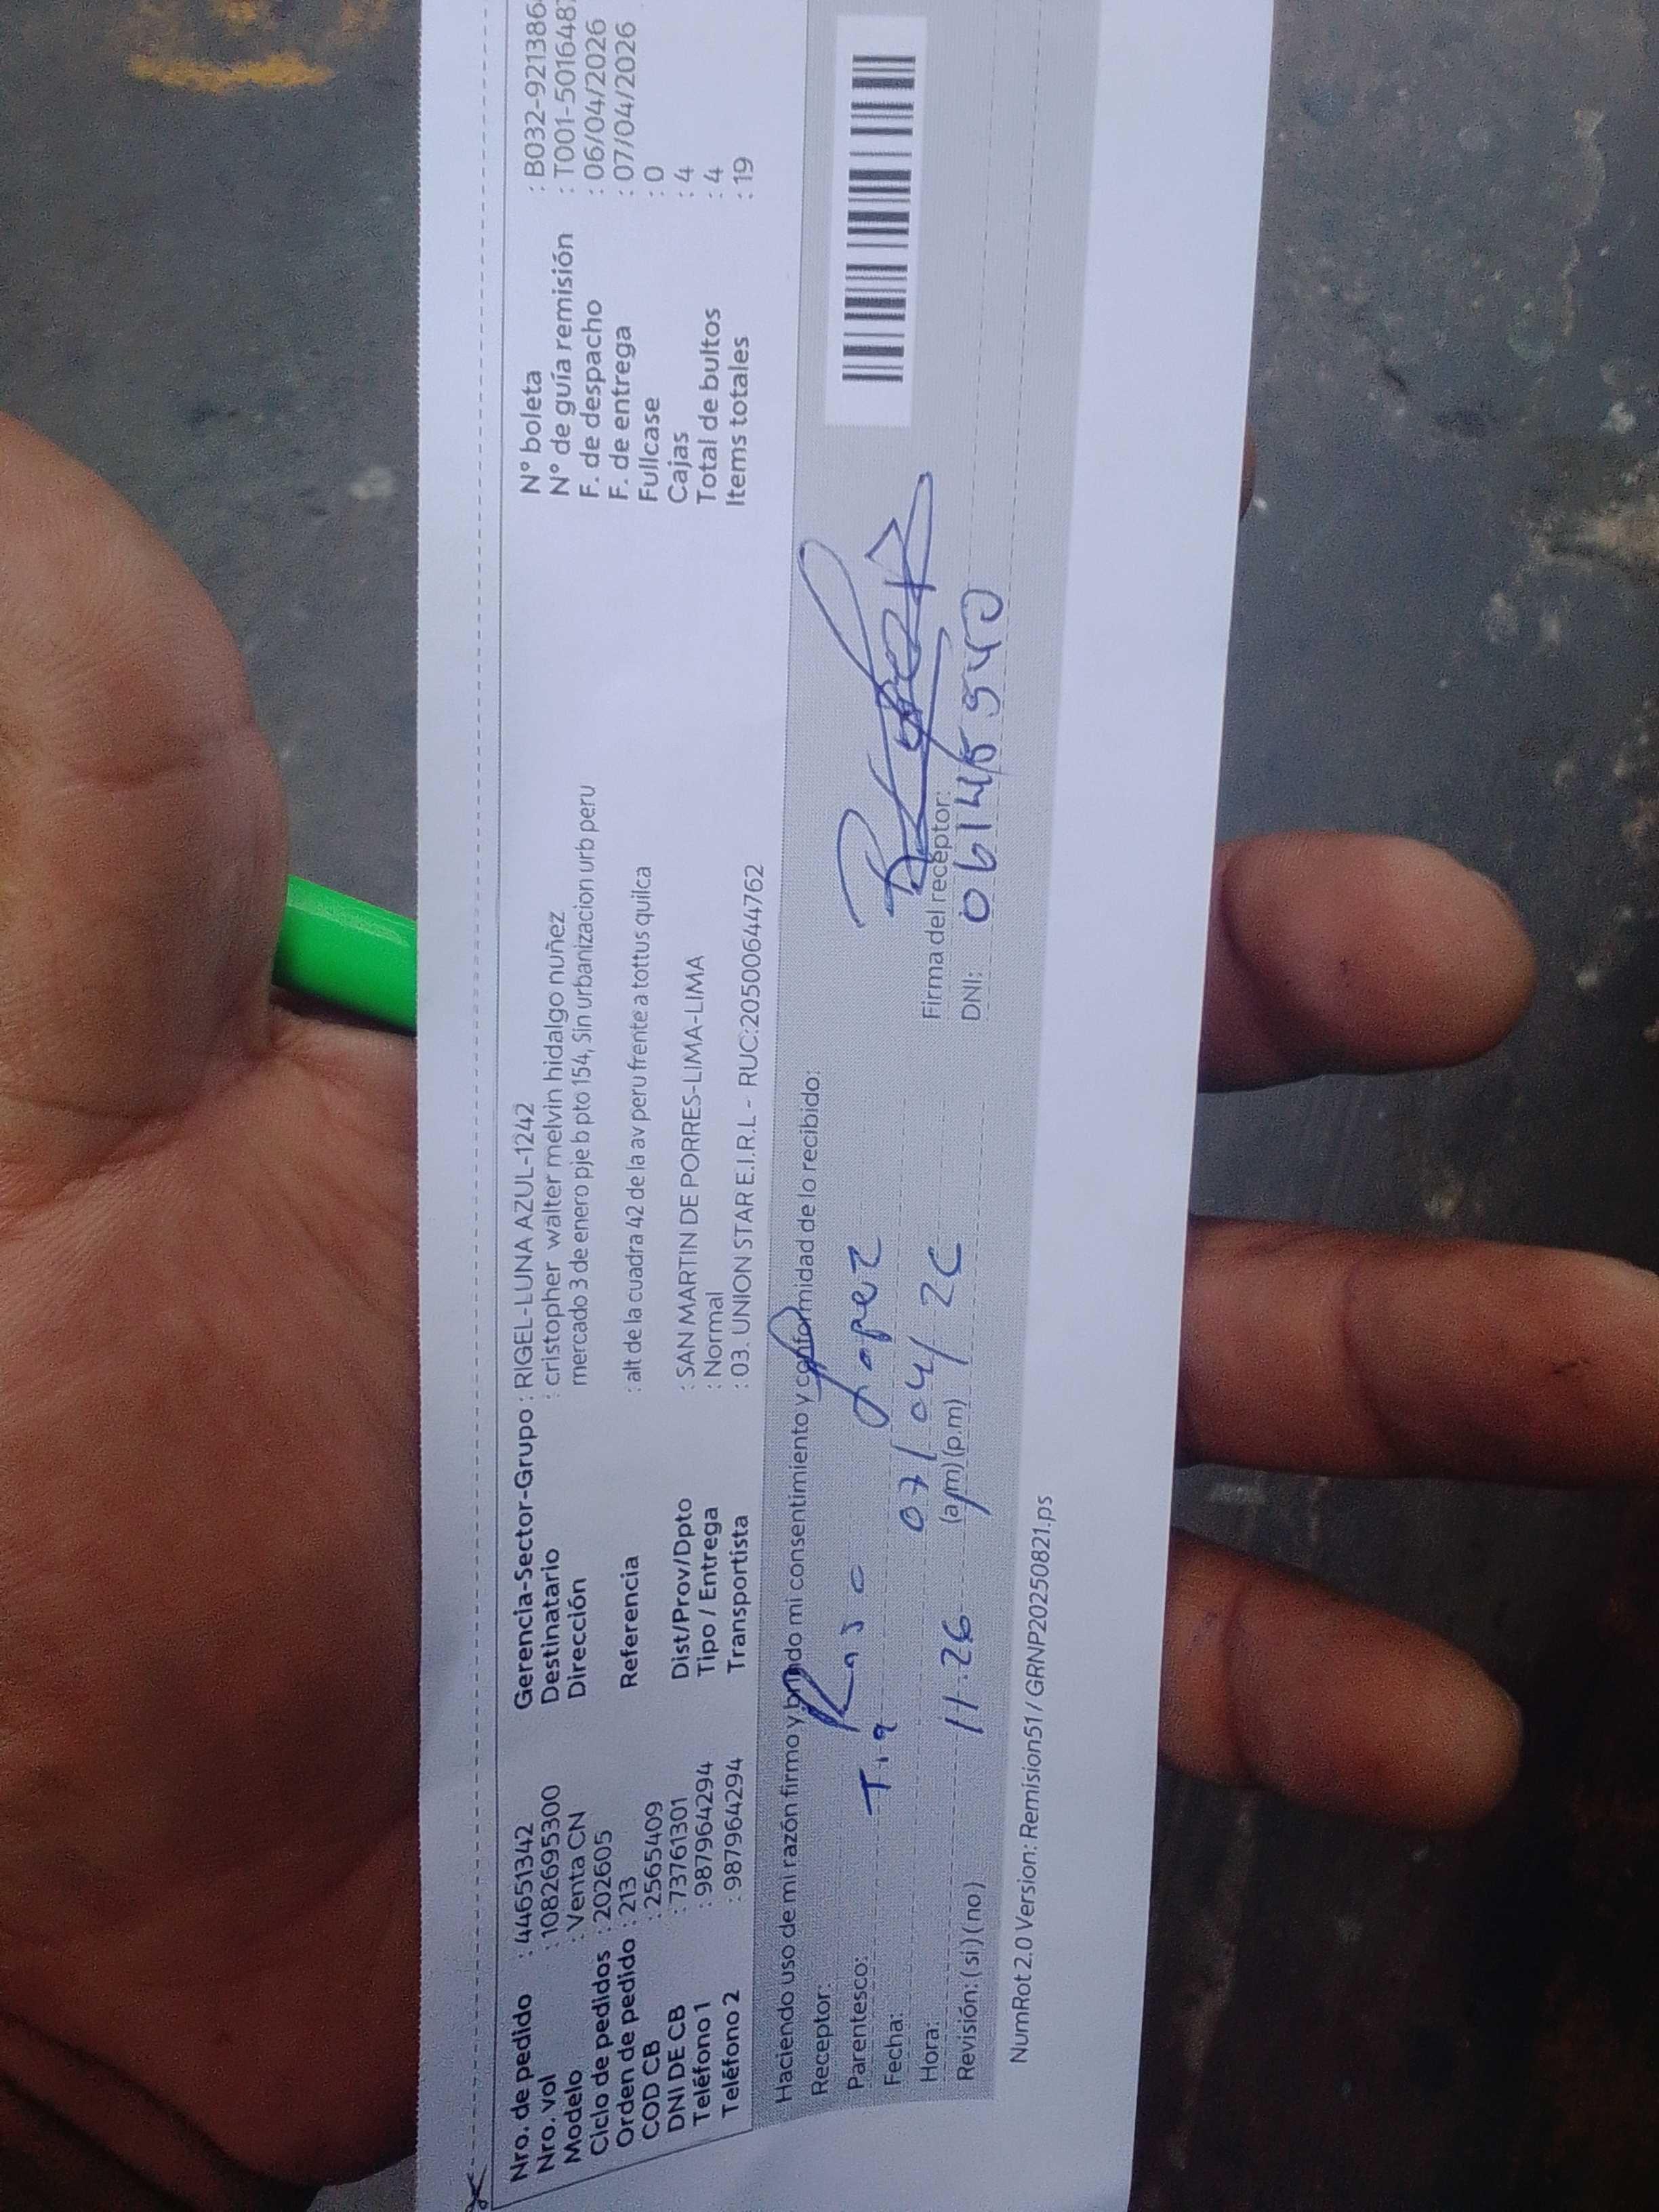 Nro. de pedido : 44651342
Nro. vol : 1082695300
Modelo : Venta CN
Ciclo de pedidos : 202605
Orden de pedido : 213
COD CB : 2565409
DNI DE CB : 73761301
Teléfono 1 : 987964294
Teléfono 2 : 987964294
Gerencia-Sector-Grupo : RIGEL-LUNA AZUL-1242
Destinatario : cristopher walter melvin hidalgo nuñez
Dirección mercado 3 de enero pje b pto 154, Sin urbanizacion urb peru
Referencia : alt de la cuadra 42 de la av peru frente a tottus quilca
Dist/Prov/Dpto : SAN MARTIN DE PORRES-LIMA-LIMA
Tipo / Entrega : Normal
Transportista : 03. UNION STAR E.I.R.L - RUC:20500644762
N° boleta : B032-921386
N° de guía remisión : T001-501648
F. de despacho : 06/04/2026
F. de entrega : 07/04/2026
Fullcase : 0
Cajas : 4
Total de bultos : 4
Items totales : 19
Haciendo uso de mi razón firmo y brindo mi consentimiento y conformidad de lo recibido:
Receptor: Lopez
Parentesco: Tia
Fecha: 07/04/
Hora: 11:26 (a.m) (p.m)
Revisión: (si) (no)
Firma del receptor:
DNI:
NumRot 2.0 Version: Remision51 / GRNP20250821.ps